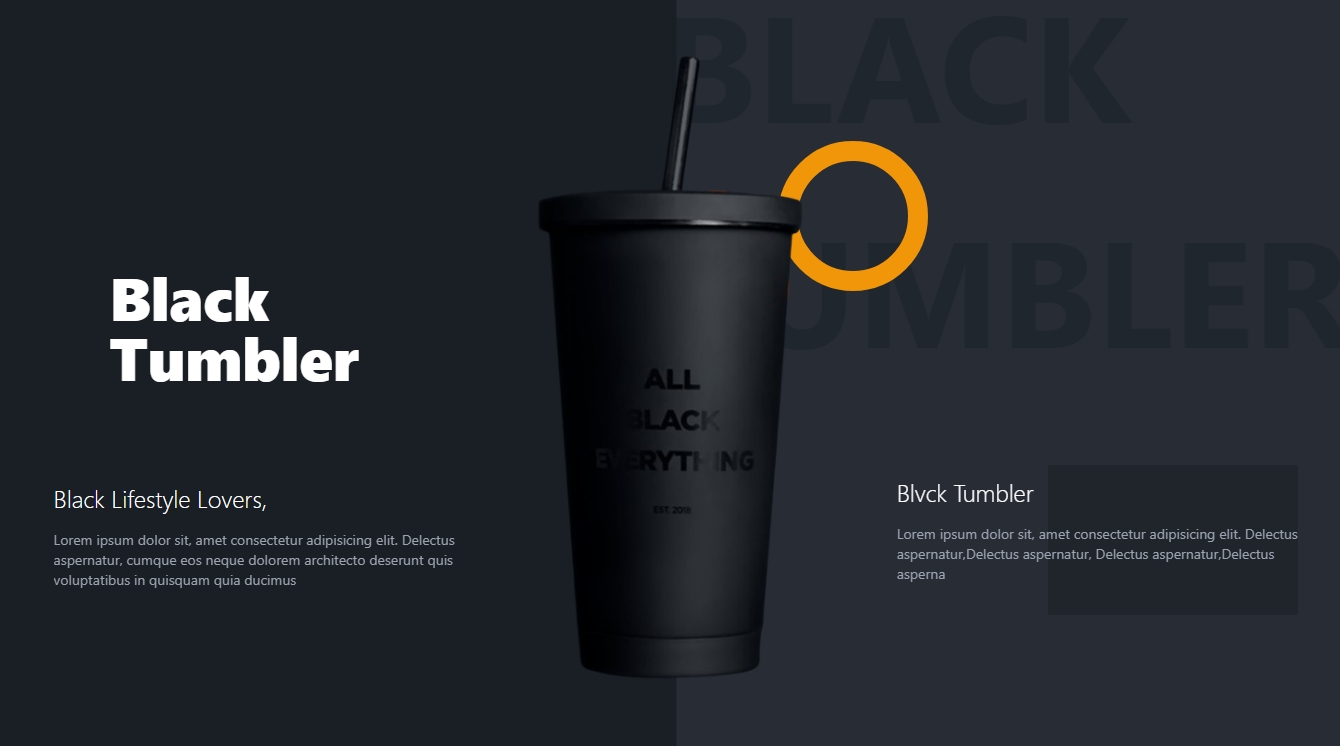 BLACK
UMBLER
Black
Tumbler
ALL
BLACK
EVERYTHING
EST. 2018
Black Lifestyle Lovers,
Lorem ipsum dolor sit, amet consectetur adipisicing elit. Delectus
aspernatur, cumque eos neque dolorem architecto deserunt quis
voluptatibus in quisquam quia ducimus
Blvck Tumbler
Lorem ipsum dolor sit, amet consectetur adipisicing elit. Delectus
aspernatur,Delectus aspernatur, Delectus aspernatur,Delectus
asperna